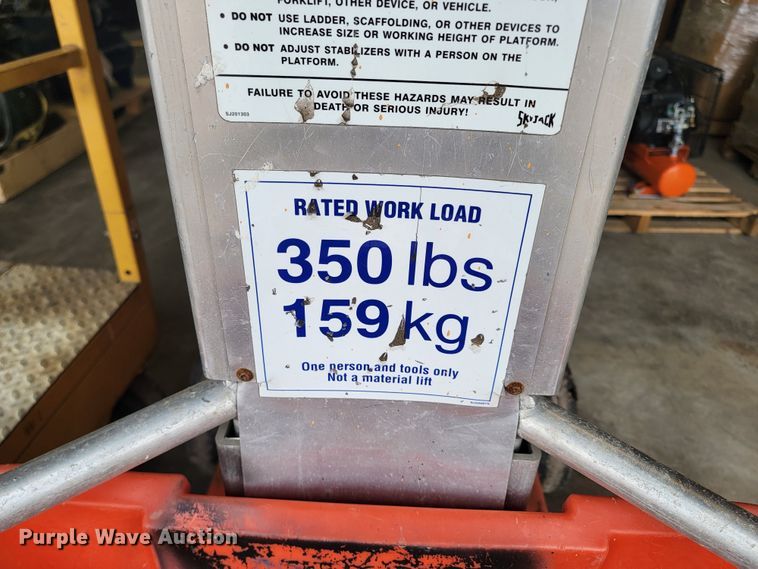 FORKLIFT, OTHER DEVICE, OR VEHICLE.
• DO NOT USE LADDER, SCAFFOLDING, OR OTHER DEVICES TO
INCREASE SIZE OR WORKING HEIGHT OF PLATFORM.
• DO NOT ADJUST STABILIZERS WITH A PERSON ON THE
PLATFORM.
FAILURE TO AVOID THESE HAZARDS MAY RESULT IN
DEATH OR SERIOUS INJURY!
SJ201303
SKYJACK
RATED WORK LOAD
350 lbs
159 kg
One person and tools only
Not a material lift
Purple Wave Auction